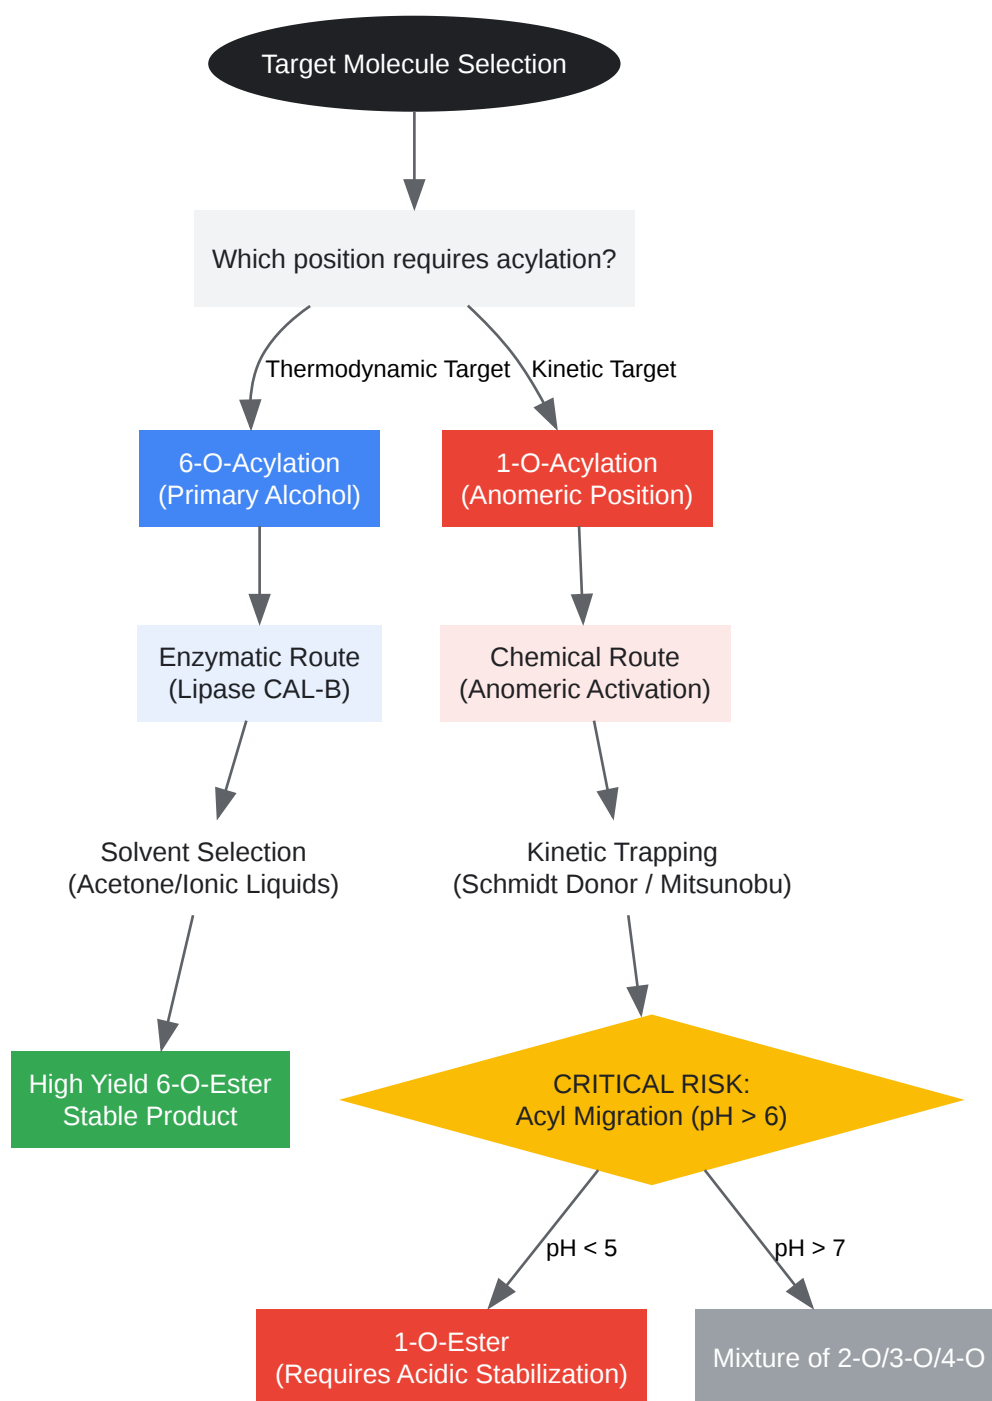 Target Molecule Selection
Which position requires acylation?
Thermodynamic Target
Kinetic Target
6-O-Acylation
(Primary Alcohol)
1-O-Acylation
(Anomeric Position)
Enzymatic Route
(Lipase CAL-B)
Chemical Route
(Anomeric Activation)
Solvent Selection
(Acetone/Ionic Liquids)
Kinetic Trapping
(Schmidt Donor / Mitsunobu)
High Yield 6-O-Ester
Stable Product
CRITICAL RISK:
Acyl Migration (pH > 6)
pH < 5
pH > 7
1-O-Ester
(Requires Acidic Stabilization)
Mixture of 2-O/3-O/4-O